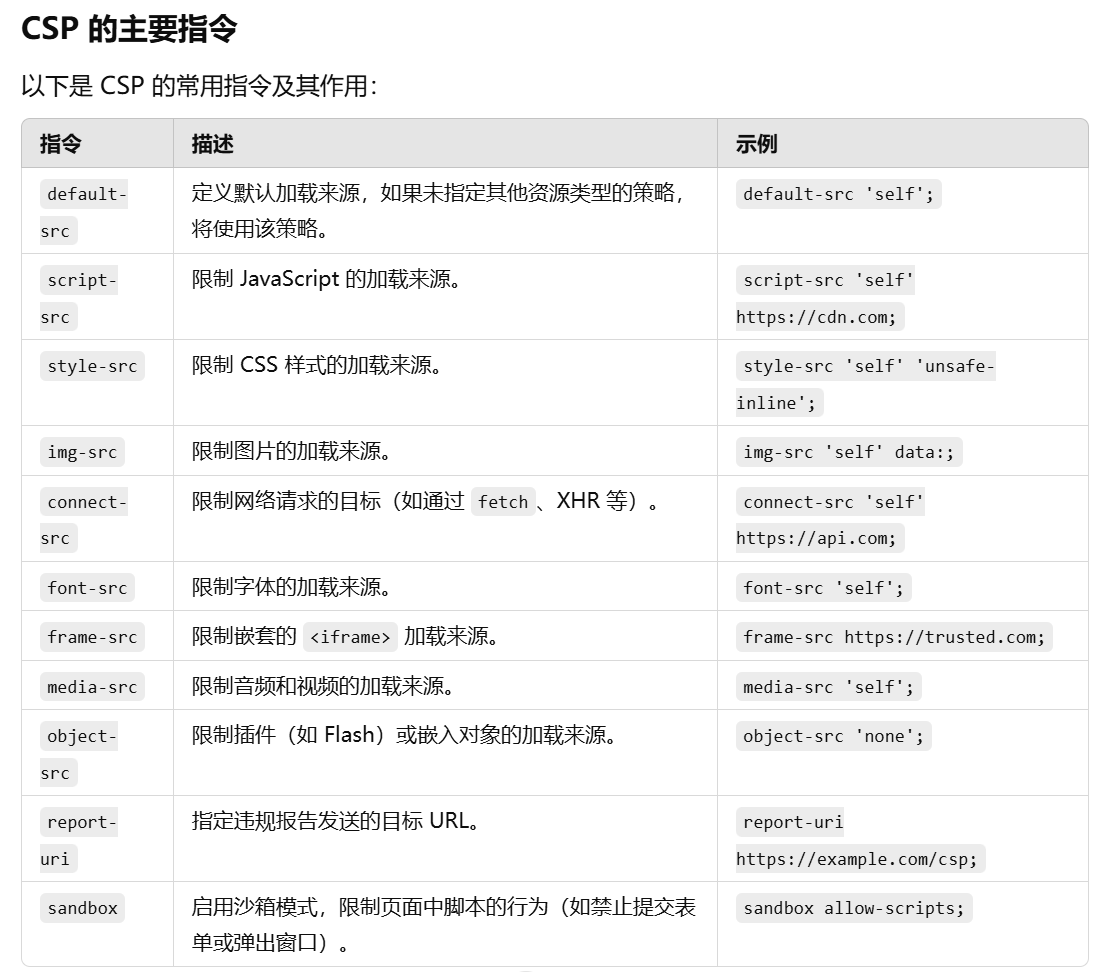 CSP 的主要指令
以下是 CSP 的常用指令及其作用：
指令 描述 示例
default- 定义默认加载来源，如果未指定其他资源类型的策略， default-src 'self';
src 将使用该策略。
script- 限制 JavaScript 的加载来源。 script-src 'self'
src https://cdn.com;
style-src 限制 CSS 样式的加载来源。 style-src 'self' 'unsafe-
inline';
img-src 限制图片的加载来源。 img-src 'self' data:;
connect- 限制网络请求的目标（如通过 fetch、XHR 等）。 connect-src 'self'
src https://api.com;
font-src 限制字体的加载来源。 font-src 'self';
frame-src 限制嵌套的 <iframe> 加载来源。 frame-src https://trusted.com;
media-src 限制音频和视频的加载来源。 media-src 'self';
object- 限制插件（如 Flash）或嵌入对象的加载来源。 object-src 'none';
src
report- 指定违规报告发送的目标 URL。 report-uri
uri https://example.com/csp;
sandbox 启用沙箱模式，限制页面中脚本的行为（如禁止提交表 sandbox allow-scripts;
单或弹出窗口）。